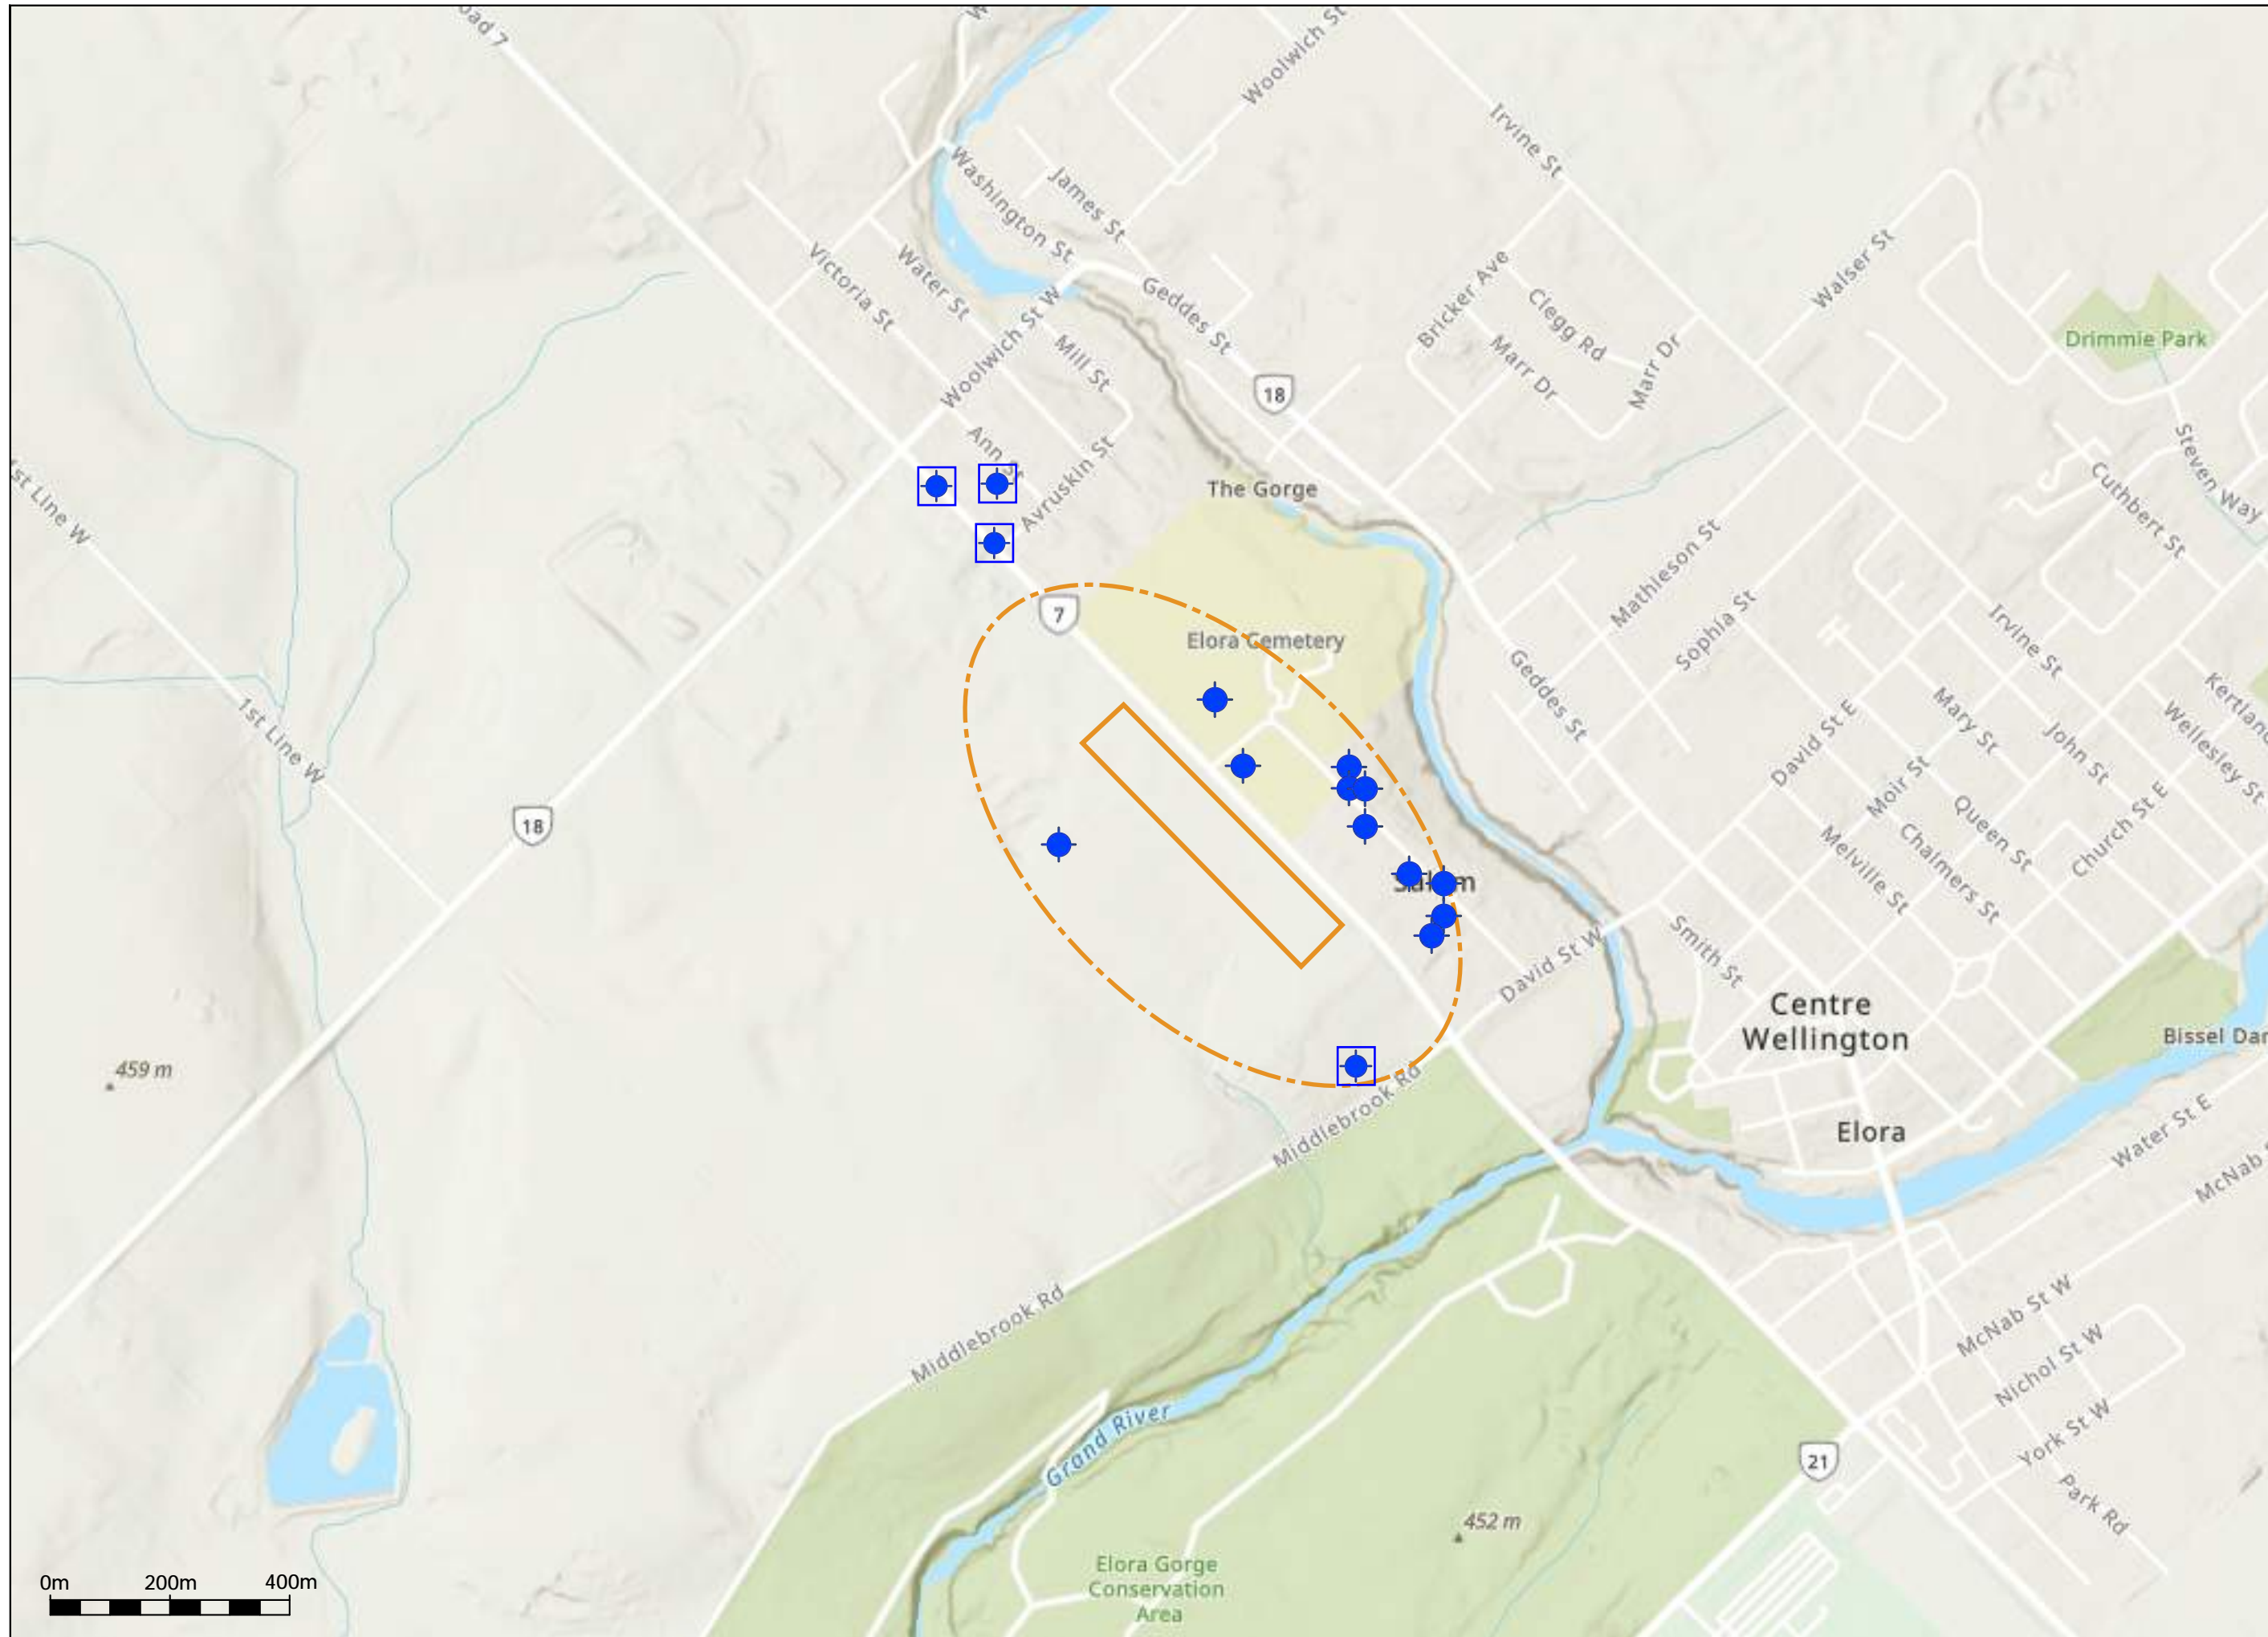 Woolwich St
Irvine St
Washington St
James St
Walser St
Victoria St
Water St
Geddes St
Bricker Ave
Clegg Rd
Marr Dr
Marr Dr
Drimmie Park
Woolwich St W
Mill St
18
Steven Way
Ann St
Avruskin St
The Gorge
Cuthbert St
1st Line W
Mathieson St
Sophia St
7
Elora Cemetery
Irvine St
Geddes St
Mary St
David St E
John St
Wellesley St
1st Line W
Moir St
Queen St
Church St E
18
Chalmers St
Melville St
David St W
Smith St
Centre
Wellington
Bissel
459 m
Middlebrook Rd
Elora
Water St E
McNab
Middlebrook Rd
McNab St W
Nichol St W
Grand River
York St W
21
Park Rd
452 m
Elora Gorge
Conservation
Area
0m 200m 400m